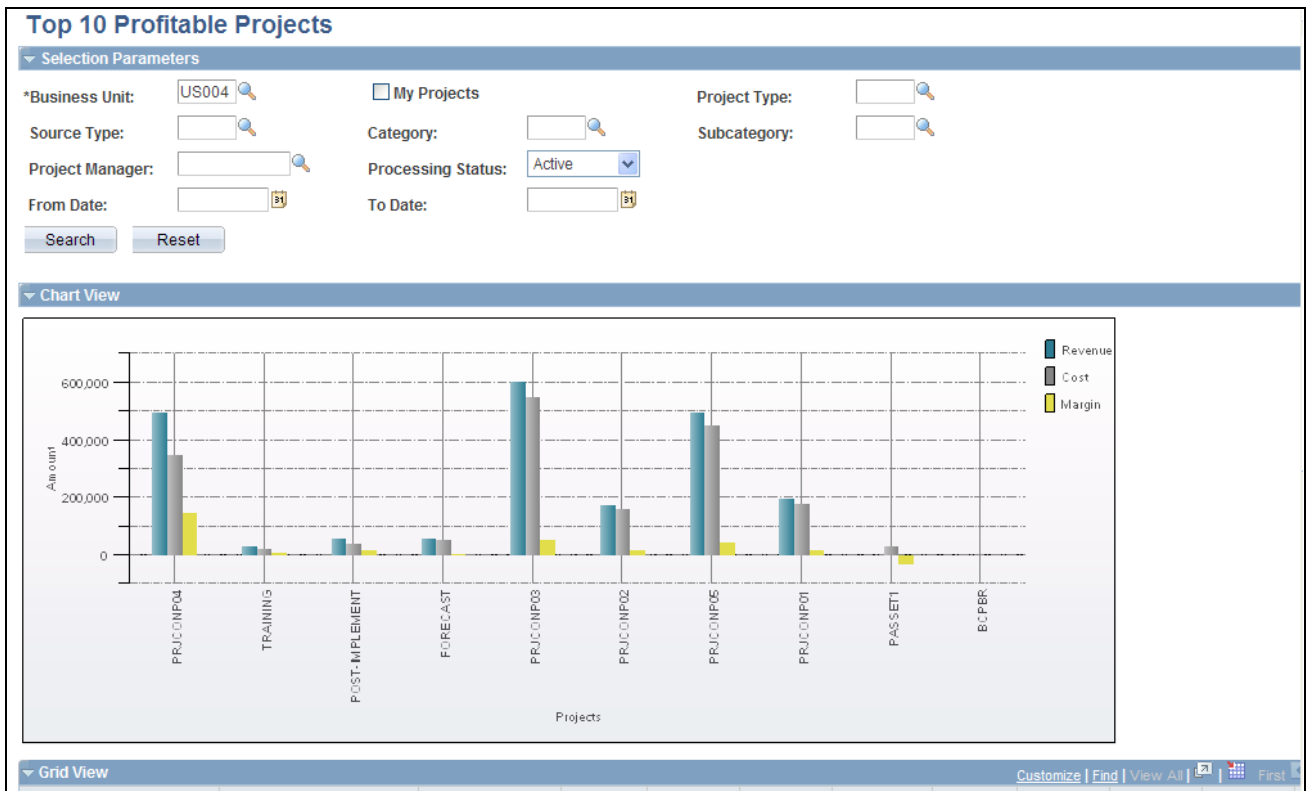 Top 10 Profitable Projects
Selection Parameters
*Business Unit: US004 My Projects Project Type:
Source Type: Category: Subcategory:
Project Manager: Processing Status: Active
From Date: 31 To Date: 31
Search Reset
Chart View
Revenue
Cost
Margin
600,000
400,000
200,000
0
Amount
PRJCONP04
TRAINING
POST-IMPLEMENT
FORECAST
PRJCONP03
PRJCONP02
PRJCONP05
PRJCONP01
PASSET1
BCPBR
Projects
Grid View Customize | Find | View All | | First